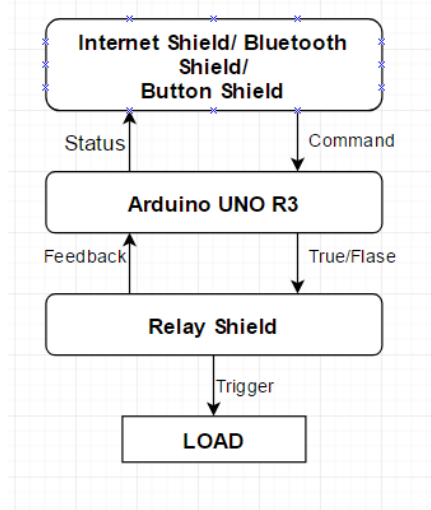 Internet Shield/ Bluetooth
Shield/
Button Shield
Status
Command
Arduino UNO R3
Feedback
True/Flase
Relay Shield
Trigger
LOAD